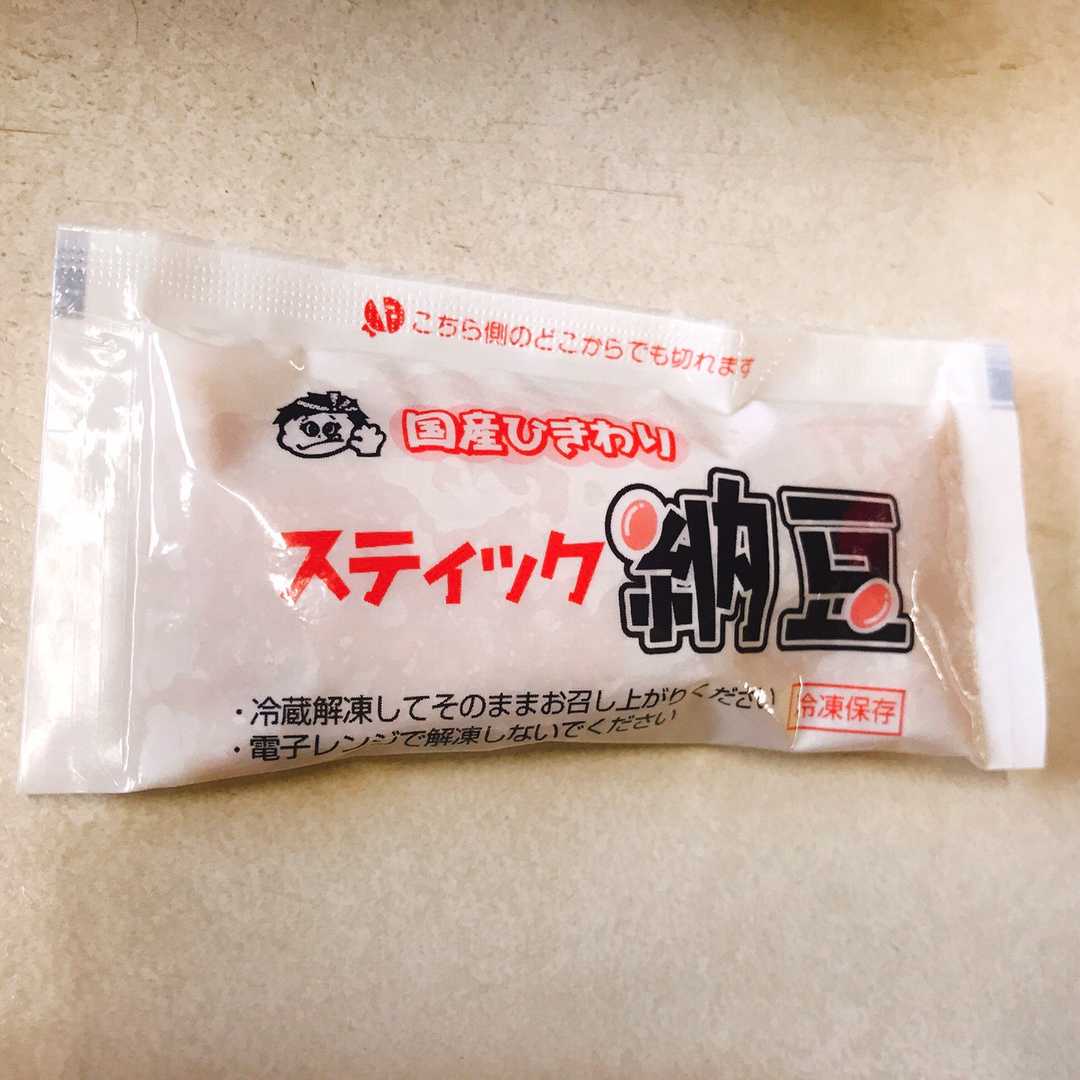 こちら側のどこからでも切れます
国産ひきわり
スティック納豆
・冷蔵解凍してそのままお召し上がりください
・電子レンジで解凍しないでください
冷凍保存